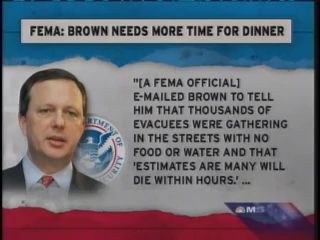 FEMA: BROWN NEEDS MORE TIME FOR DINNER
"[A FEMA OFFICIAL]
E-MAILED BROWN TO TELL
HIM THAT THOUSANDS OF
EVACUEES WERE GATHERING
IN THE STREETS WITH NO
FOOD OR WATER AND THAT
'ESTIMATES ARE MANY WILL
DIE WITHIN HOURS.' ...